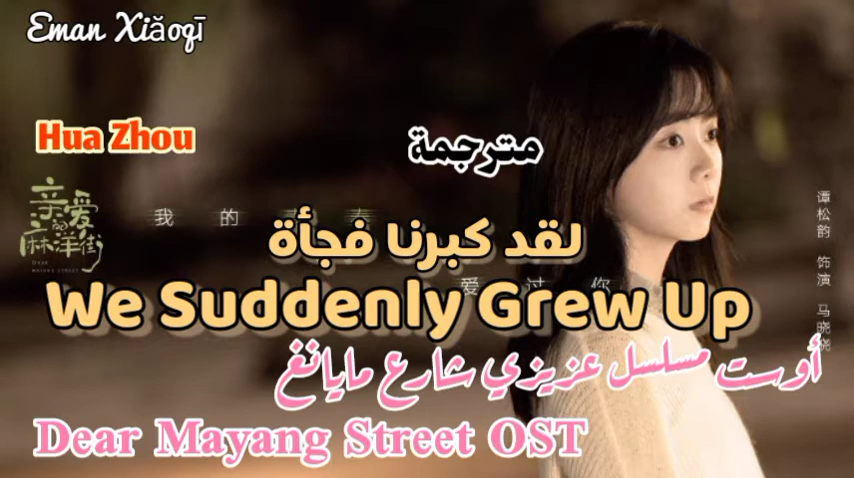 Eman Xiǎoqī
Hua Zhou
مترجمة
亲爱的麻洋街
DEAR MAYANG STREET
我 的 青 春
لقد كبرنا فجأة
爱 过 你
We Suddenly Grew Up
谭松韵 饰演 马晓晓
أوست مسلسل عزيزي شارع مايانغ
Dear Mayang Street OST